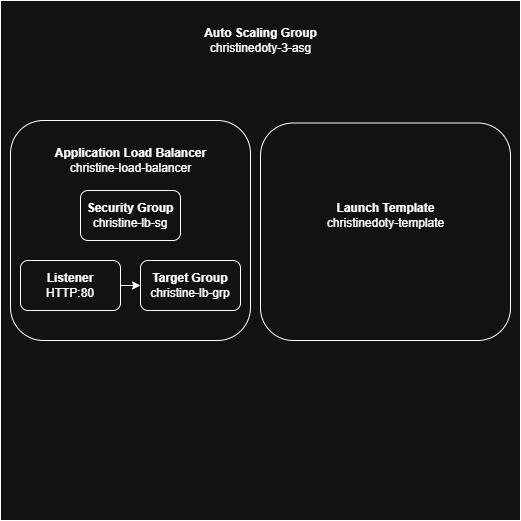 Auto Scaling Group
christinedoty-3-asg
Application Load Balancer
christine-load-balancer
Security Group
christine-lb-sg
Listener
HTTP:80
Target Group
christine-lb-grp
Launch Template
christinedoty-template